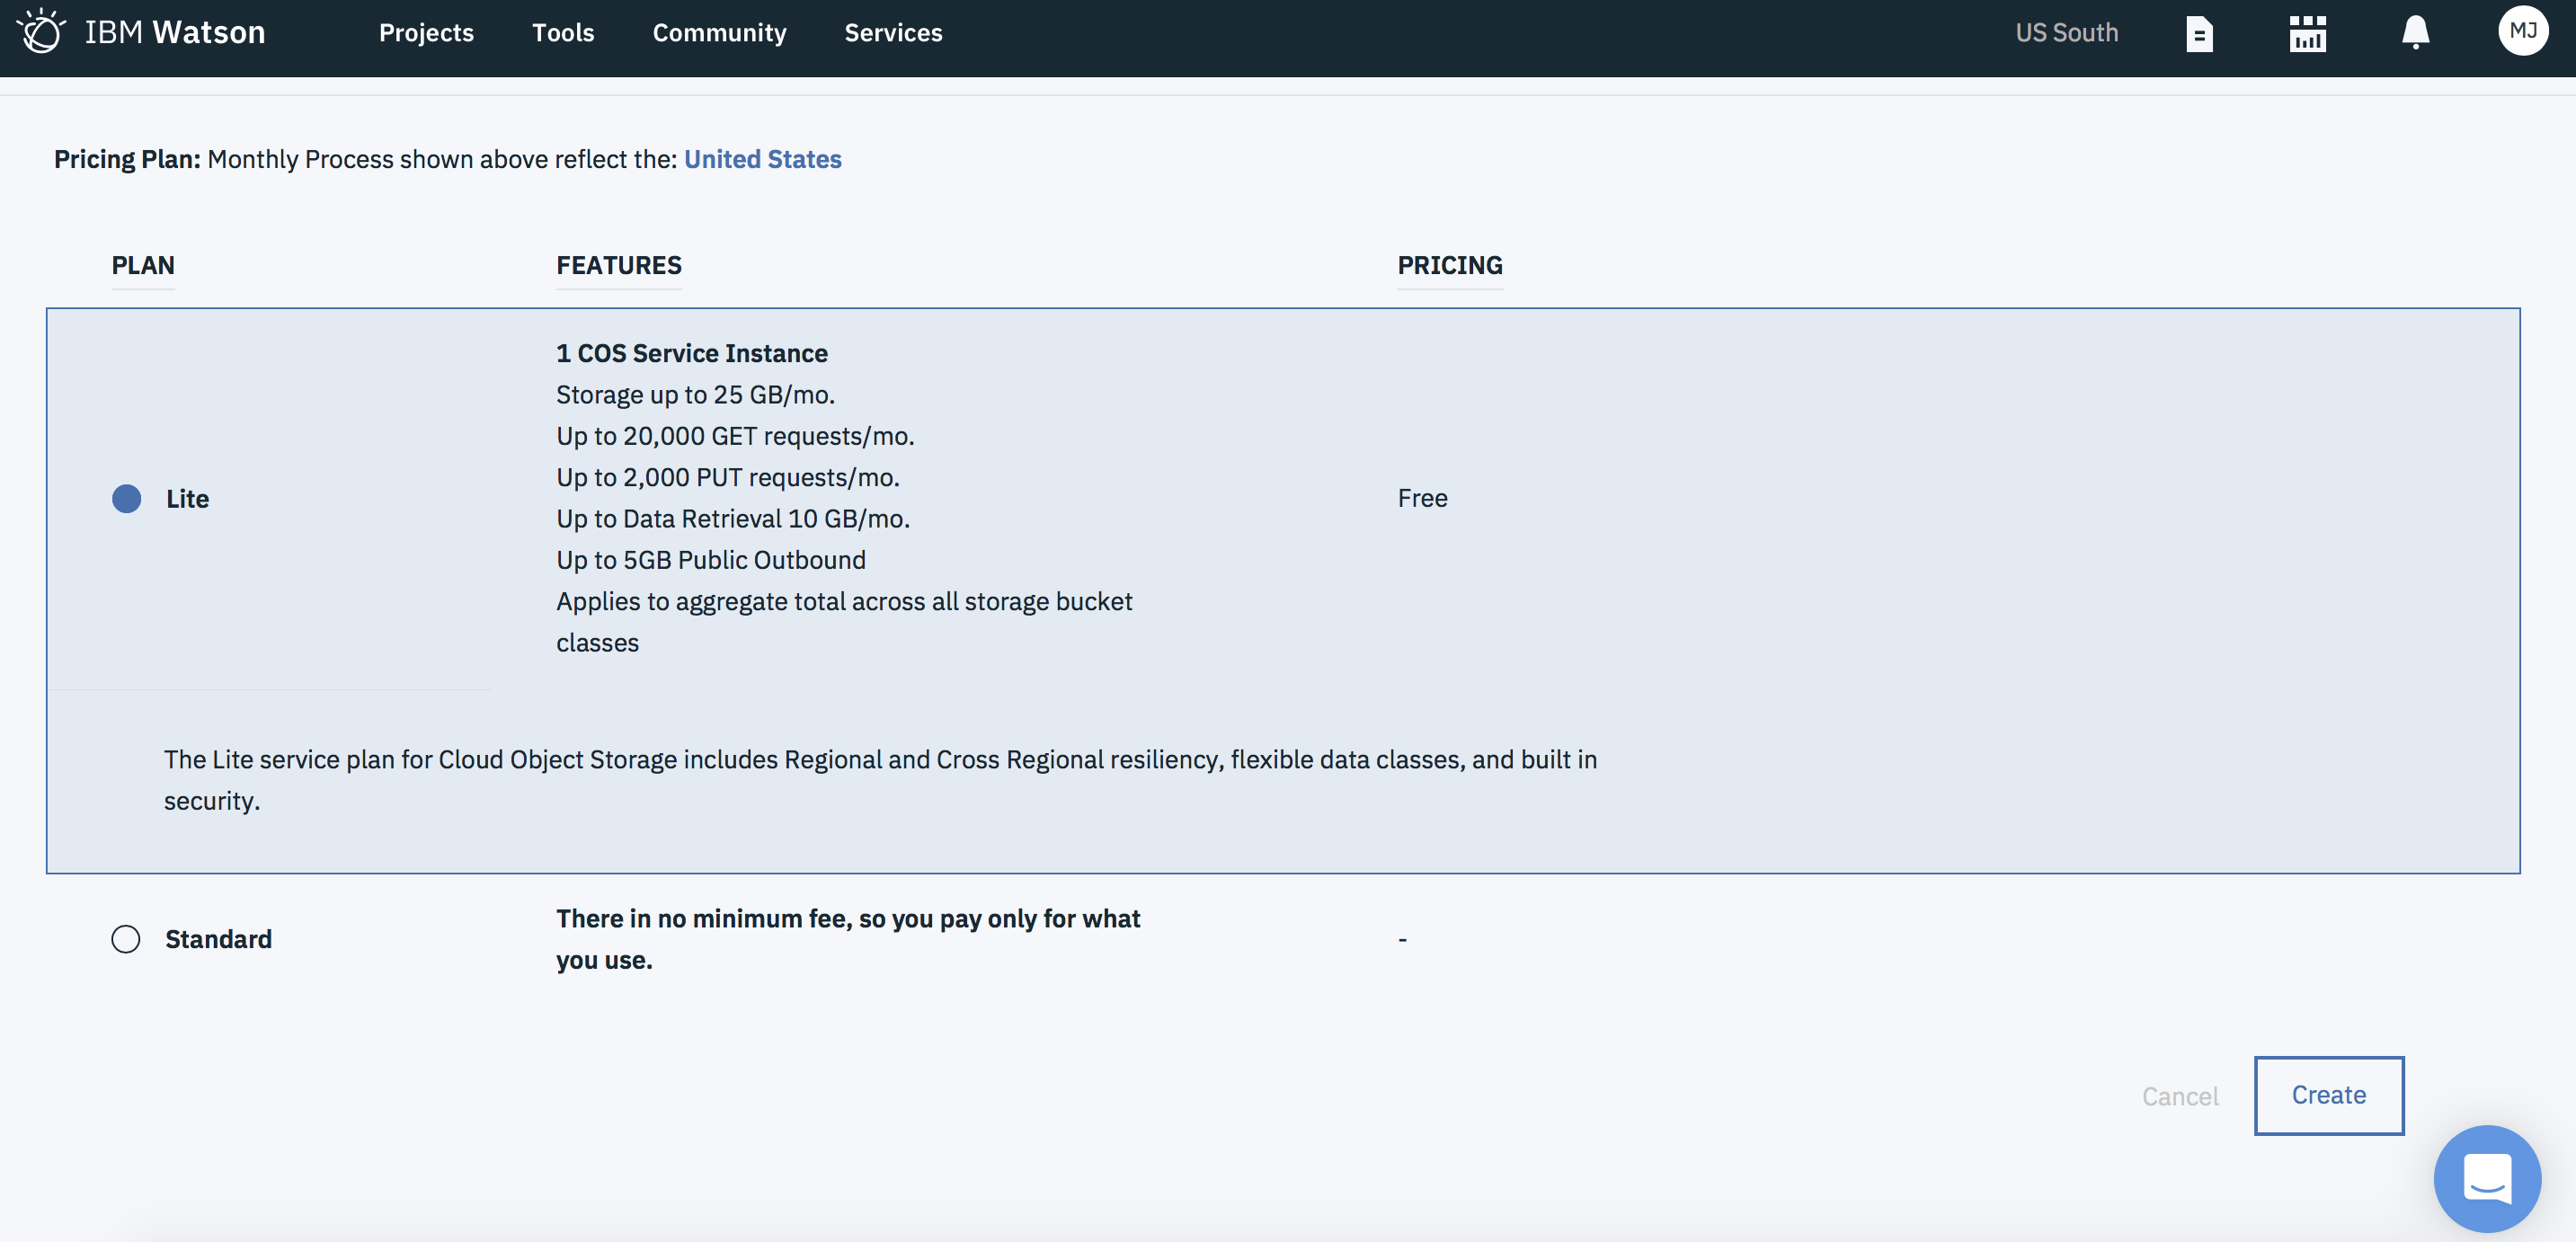 IBM Watson Projects Tools Community Services US South MJ
Pricing Plan: Monthly Process shown above reflect the: United States
PLAN FEATURES PRICING
1 COS Service Instance
Storage up to 25 GB/mo.
Up to 20,000 GET requests/mo.
Up to 2,000 PUT requests/mo.
Lite Free
Up to Data Retrieval 10 GB/mo.
Up to 5GB Public Outbound
Applies to aggregate total across all storage bucket
classes
The Lite service plan for Cloud Object Storage includes Regional and Cross Regional resiliency, flexible data classes, and built in
security.
There in no minimum fee, so you pay only for what
Standard -
you use.
Cancel Create